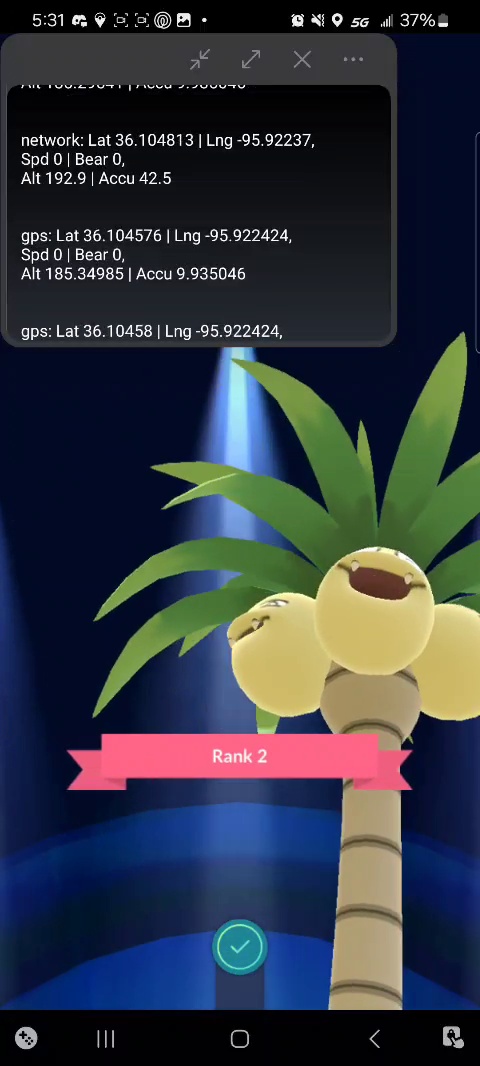 5:31
5G
37%
network: Lat 36.104813 | Lng -95.92237,
Spd 0 | Bear 0,
Alt 192.9 | Accu 42.5
gps: Lat 36.104576 | Lng -95.922424,
Spd 0 | Bear 0,
Alt 185.34985 | Accu 9.935046
gps: Lat 36.10458 | Lng -95.922424,
Rank 2